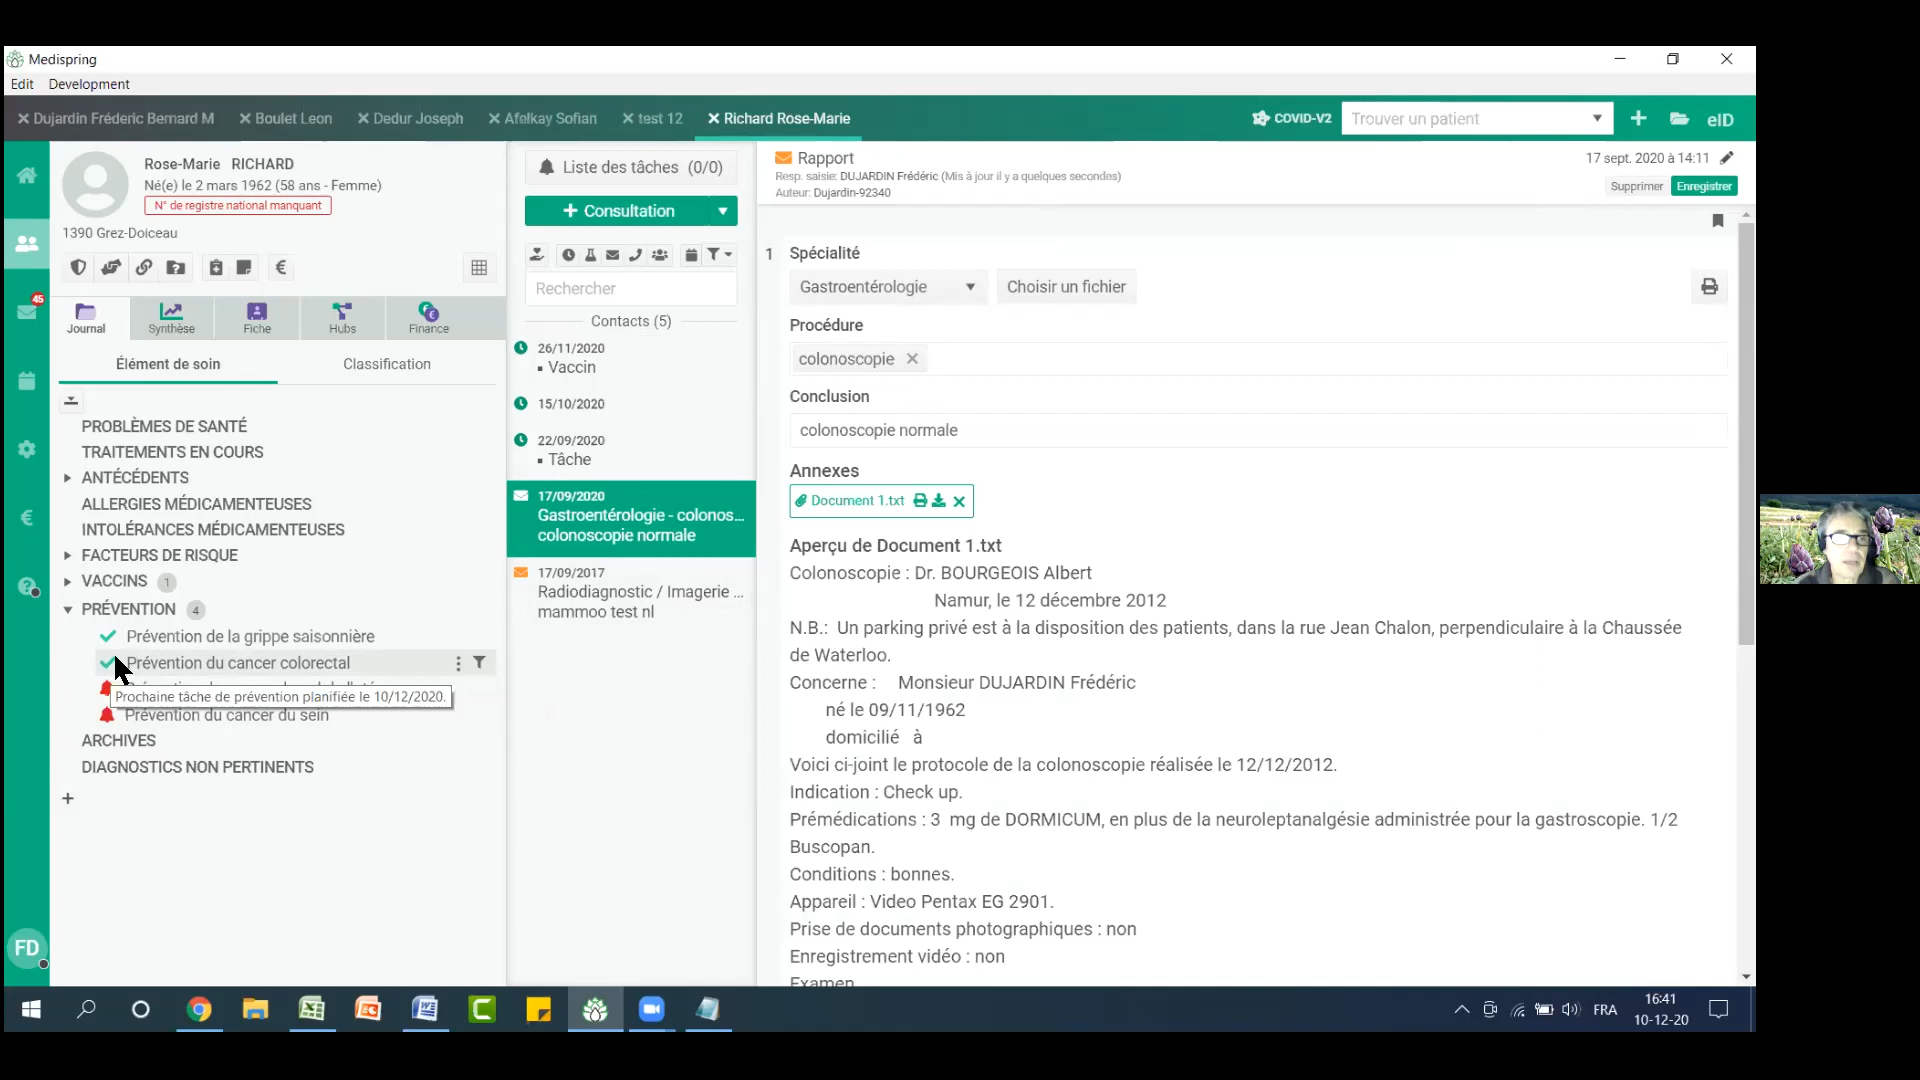 Medispring
Edit Development
Dujardin Fréderic Bernard M
Boulet Leon
Dedur Joseph
Afelkay Sofian
test 12
Richard Rose-Marie
COVID-V2
Trouver un patient
eID
Rose-Marie RICHARD
Né(e) le 2 mars 1962 (58 ans - Femme)
N° de registre national manquant
1390 Grez-Doiceau
45
Journal
Synthèse
Fiche
Hubs
Finance
Élément de soin
Classification
PROBLÈMES DE SANTÉ
TRAITEMENTS EN COURS
ANTÉCÉDENTS
ALLERGIES MÉDICAMENTEUSES
INTOLÉRANCES MÉDICAMENTEUSES
FACTEURS DE RISQUE
VACCINS 1
PRÉVENTION 4
Prévention de la grippe saisonnière
Prévention du cancer colorectal
Prochaine tâche de prévention planifiée le 10/12/2020.
Prévention du cancer du sein
ARCHIVES
DIAGNOSTICS NON PERTINENTS
+
FD
Liste des tâches (0/0)
+ Consultation
Rechercher
Contacts (5)
26/11/2020
▪ Vaccin
15/10/2020
22/09/2020
▪ Tâche
17/09/2020
Gastroentérologie - colonos...
colonoscopie normale
17/09/2017
Radiodiagnostic / Imagerie ...
mammoo test nl
Rapport
17 sept. 2020 à 14:11
Resp. saisie: DUJARDIN Frédéric (Mis à jour il y a quelques secondes)
Auteur: Dujardin-92340
Supprimer
Enregistrer
1 Spécialité
Gastroentérologie
Choisir un fichier
Procédure
colonoscopie
Conclusion
colonoscopie normale
Annexes
Document 1.txt
Aperçu de Document 1.txt
Colonoscopie : Dr. BOURGEOIS Albert
Namur, le 12 décembre 2012
N.B.: Un parking privé est à la disposition des patients, dans la rue Jean Chalon, perpendiculaire à la Chaussée
de Waterloo.
Concerne : Monsieur DUJARDIN Frédéric
né le 09/11/1962
domicilié à
Voici ci-joint le protocole de la colonoscopie réalisée le 12/12/2012.
Indication : Check up.
Prémédications : 3 mg de DORMICUM, en plus de la neuroleptanalgésie administrée pour la gastroscopie. 1/2
Buscopan.
Conditions : bonnes.
Appareil : Video Pentax EG 2901.
Prise de documents photographiques : non
Enregistrement vidéo : non
Examen
FRA
16:41
10-12-20